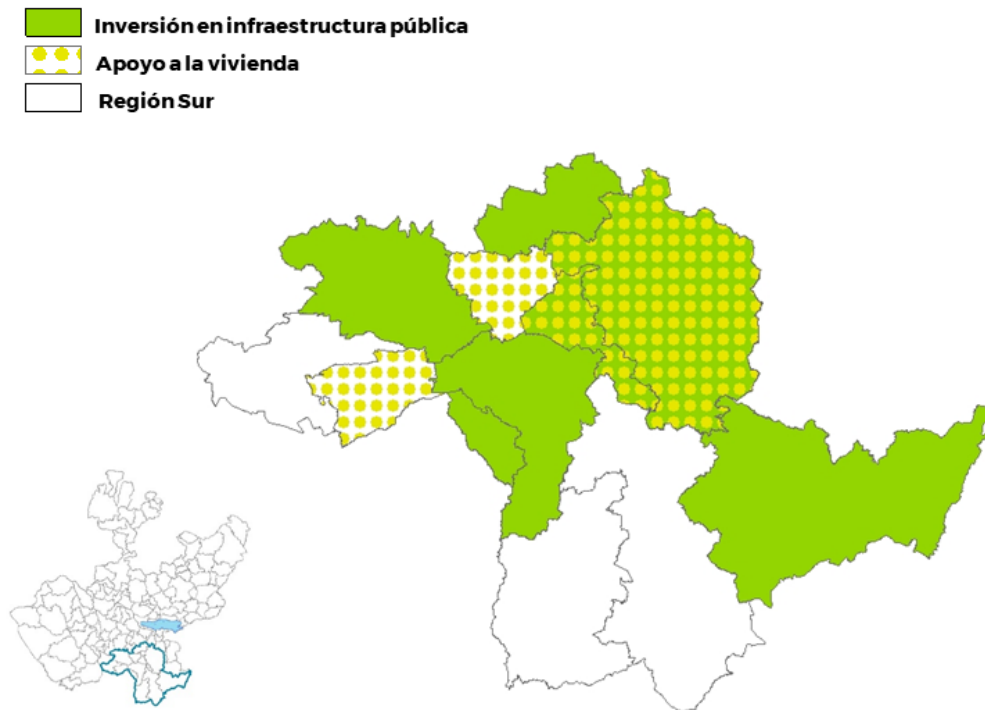 Inversión en infraestructura pública
Apoyo a la vivienda
Región Sur